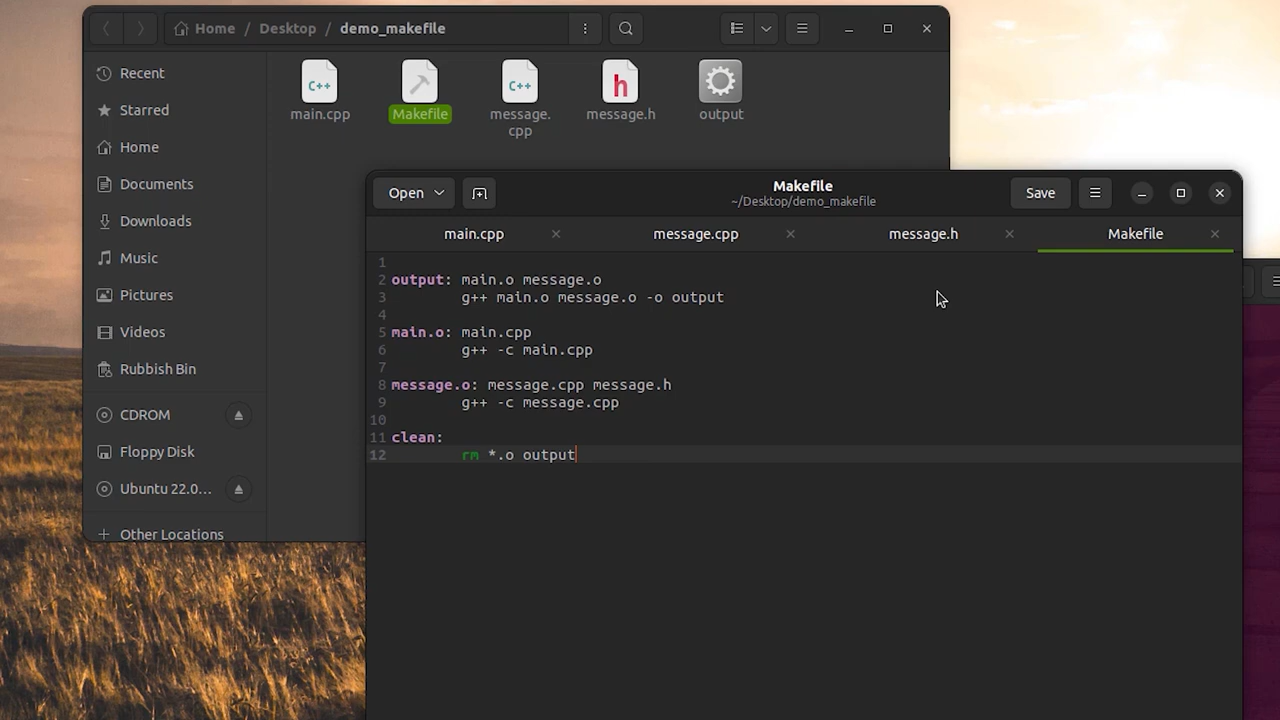 Home / Desktop / demo_makefile
Recent
Starred
Home
Documents
Downloads
Music
Pictures
Videos
Rubbish Bin
CDROM
Floppy Disk
Ubuntu 22.0…
Other Locations
C++
h
main.cpp
Makefile
message.
cpp
message.h
output
Open
Makefile
~/Desktop/demo_makefile
Save
main.cpp
message.cpp
message.h
Makefile
1
2 output: main.o message.o
3 g++ main.o message.o -o output
4
5 main.o: main.cpp
6 g++ -c main.cpp
7
8 message.o: message.cpp message.h
9 g++ -c message.cpp
10
11 clean:
12 rm *.o output